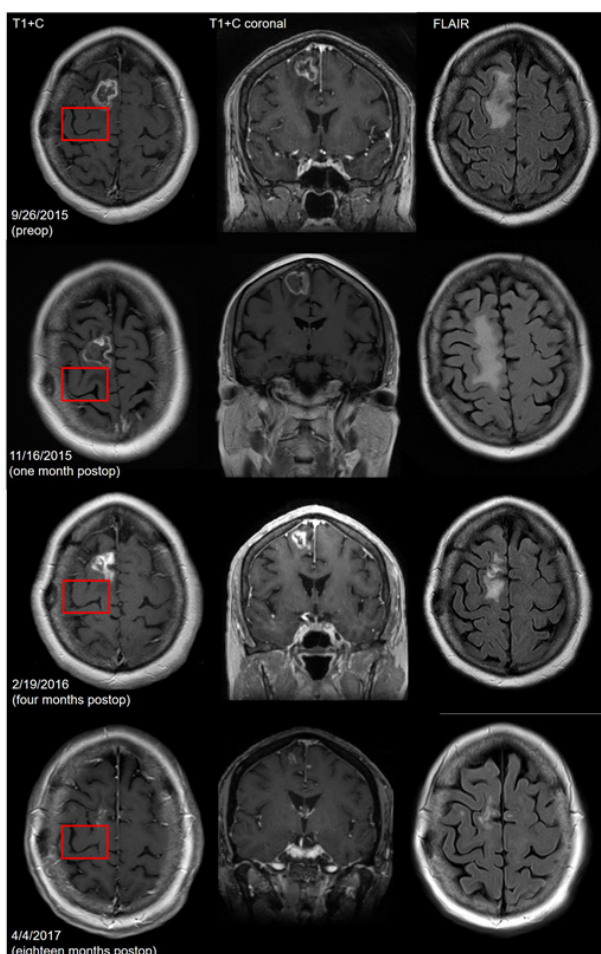 T1+C
T1+C coronal
FLAIR
9/26/2015
(preop)
11/16/2015
(one month postop)
2/19/2016
(four months postop)
4/4/2017
(eighteen months postop)